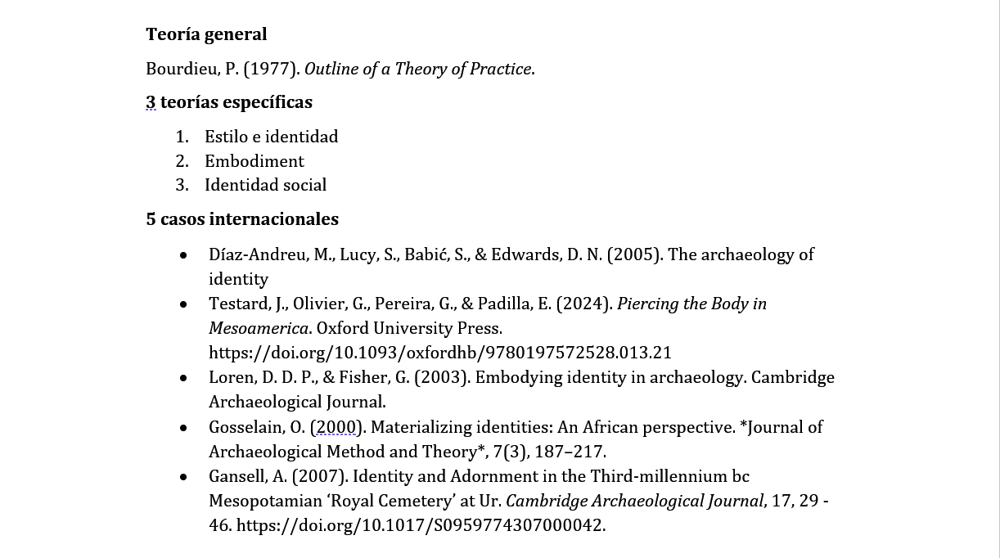 Teoría general
Bourdieu, P. (1977). Outline of a Theory of Practice.
3 teorías específicas
1. Estilo e identidad
2. Embodiment
3. Identidad social
5 casos internacionales
• Díaz-Andreu, M., Lucy, S., Babić, S., & Edwards, D. N. (2005). The archaeology of
identity
• Testard, J., Olivier, G., Pereira, G., & Padilla, E. (2024). Piercing the Body in
Mesoamerica. Oxford University Press.
https://doi.org/10.1093/oxfordhb/9780197572528.013.21
• Loren, D. D. P., & Fisher, G. (2003). Embodying identity in archaeology. Cambridge
Archaeological Journal.
• Gosselain, O. (2000). Materializing identities: An African perspective. *Journal of
Archaeological Method and Theory*, 7(3), 187–217.
• Gansell, A. (2007). Identity and Adornment in the Third-millennium bc
Mesopotamian ‘Royal Cemetery’ at Ur. Cambridge Archaeological Journal, 17, 29 -
46. https://doi.org/10.1017/S0959774307000042.